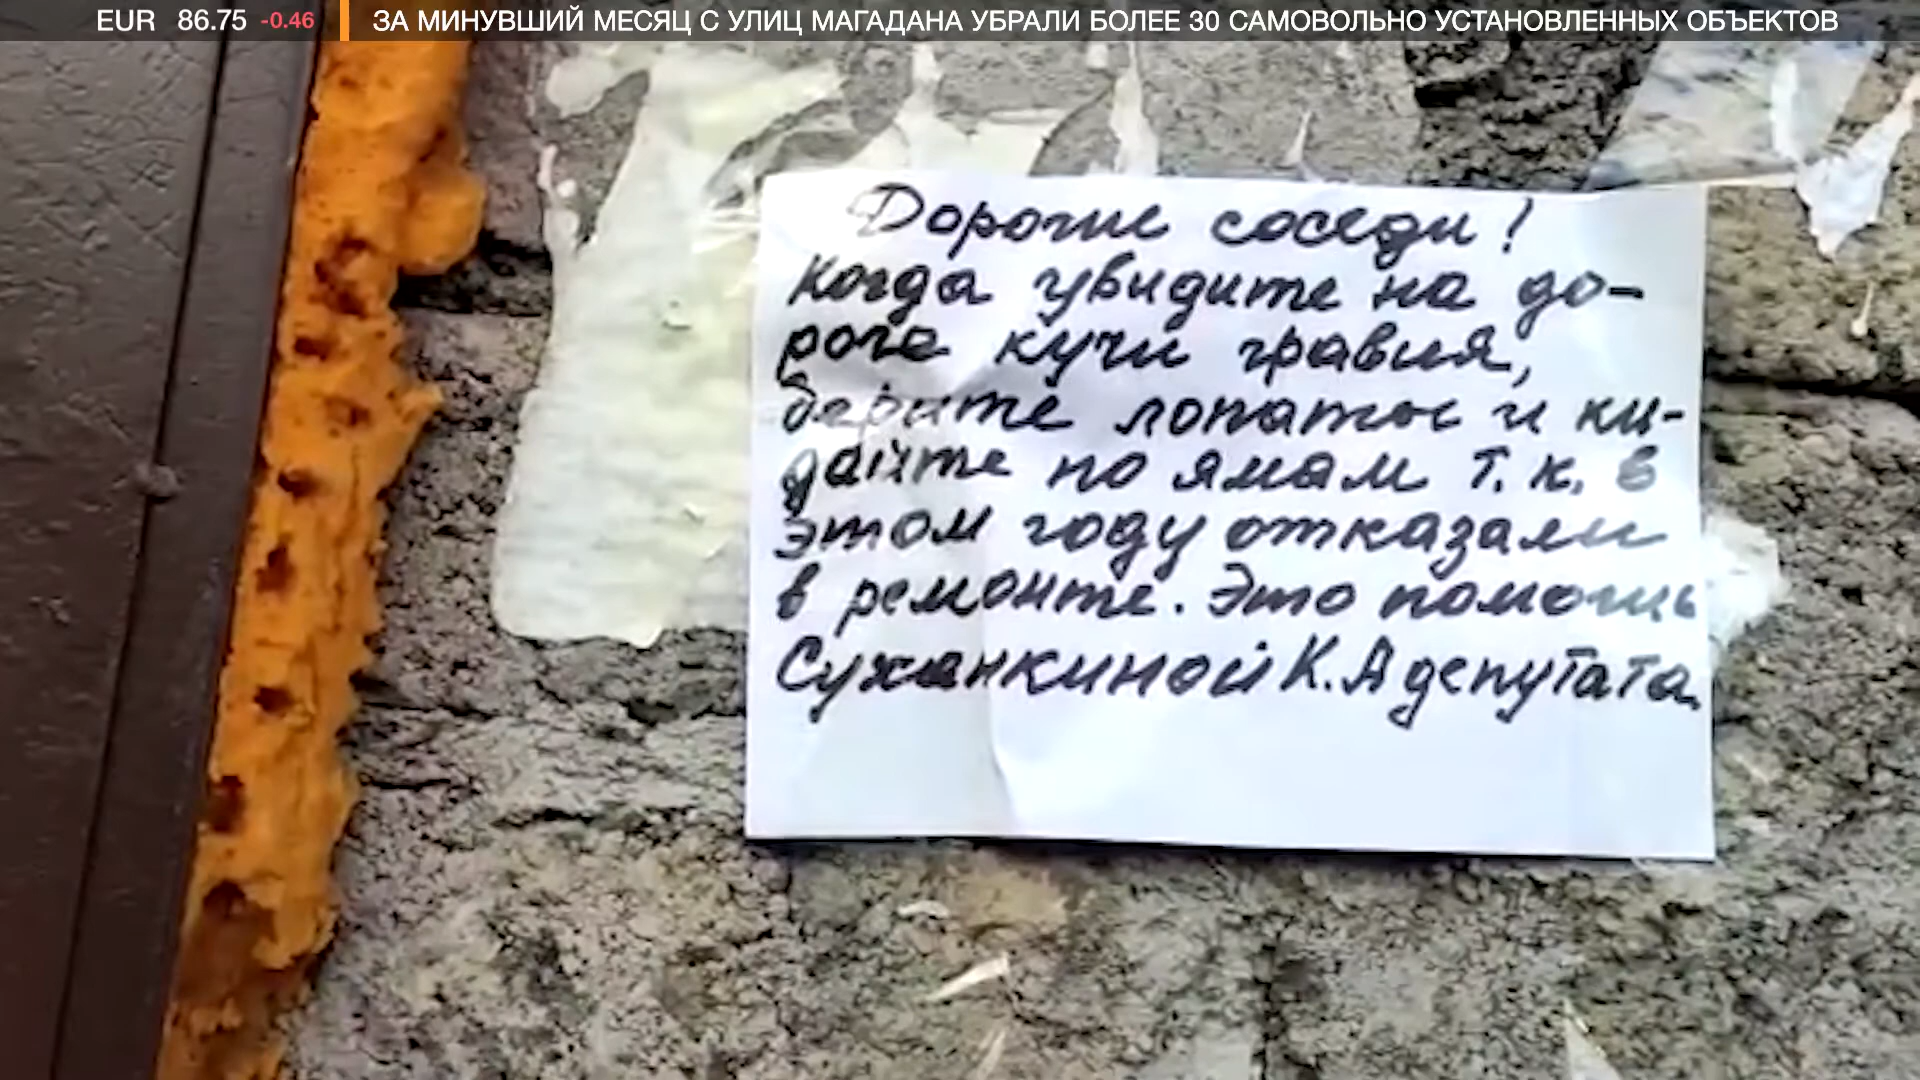 EUR 86.75 -0.46 ЗА МИНУВШИЙ МЕСЯЦ С УЛИЦ МАГАДАНА УБРАЛИ БОЛЕЕ 30 САМОВОЛЬНО УСТАНОВЛЕННЫХ ОБЪЕКТОВ
Дорогие соседи!
Когда увидите на до-
роге кучи гравия,
берите лопаты и ки-
дайте по ямам т.к. в
этом году отказали
в ремонте. Это помощь
Суханкиной К.А депутата.